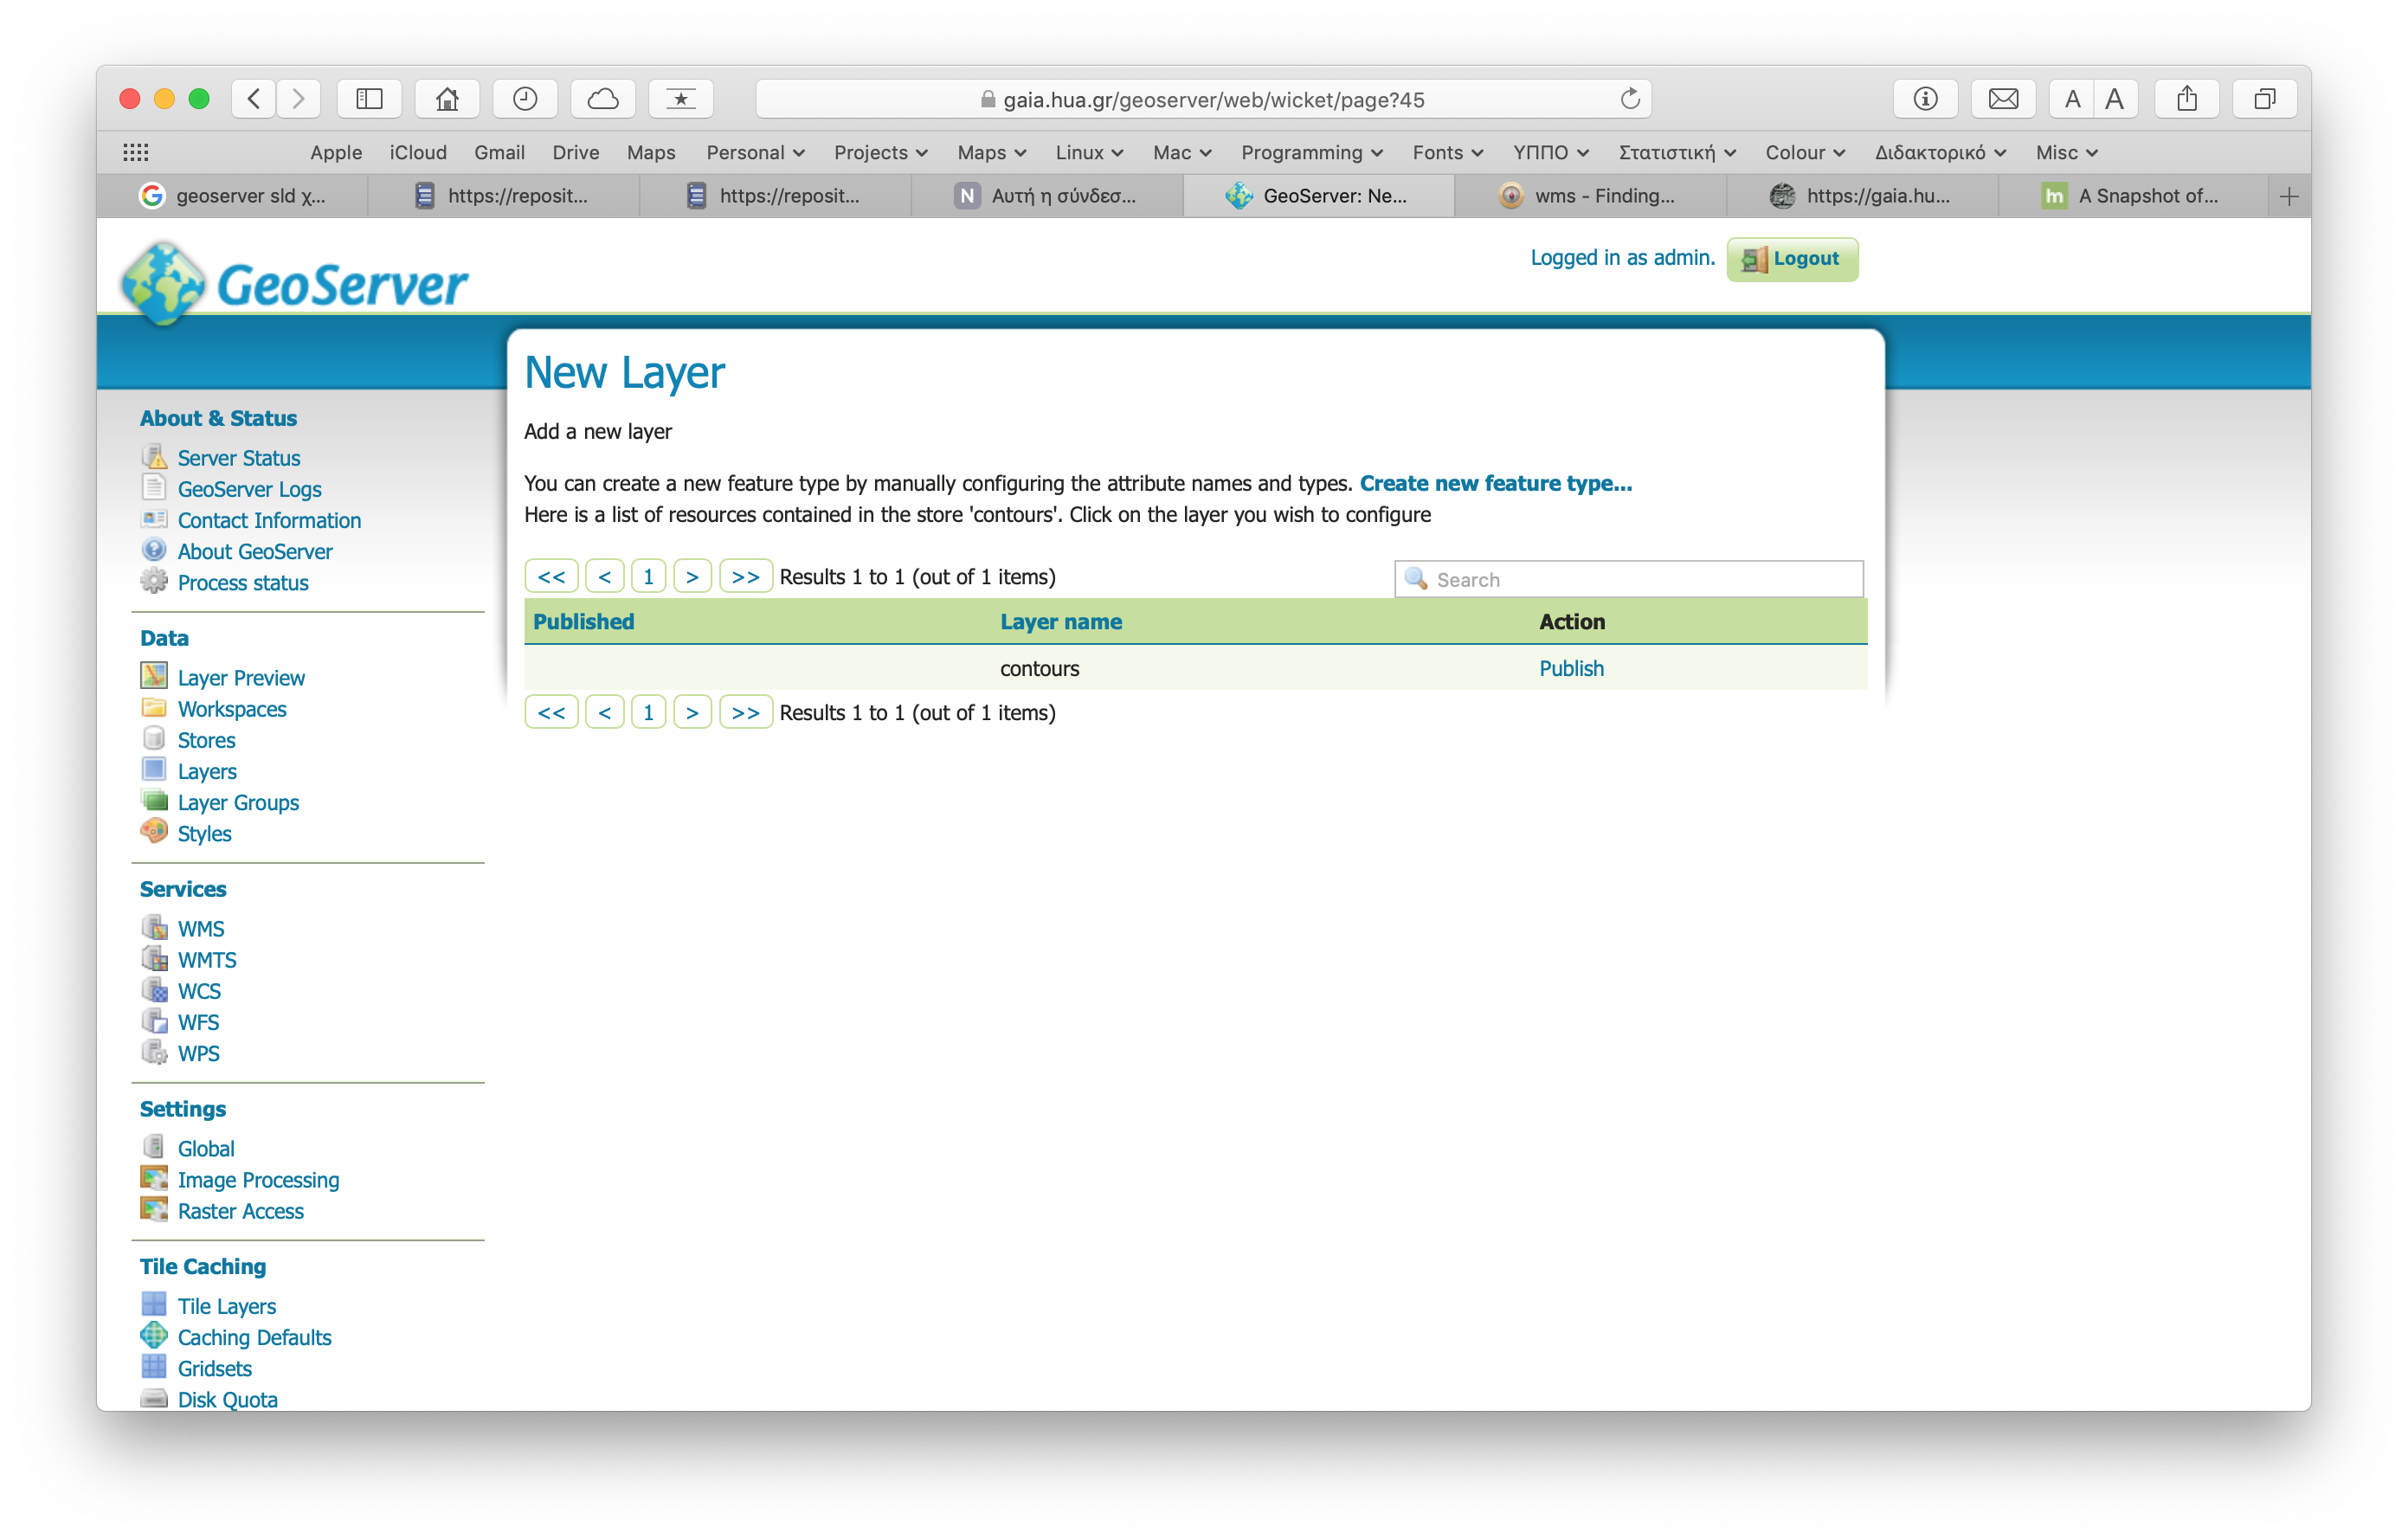 gaia.hua.gr/geoserver/web/wicket/page?45
A A
Apple iCloud Gmail Drive Maps Personal Projects Maps Linux Mac Programming Fonts ΥΠΠΟ Στατιστική Colour Διδακτορικό Misc
geoserver sld χ... https://reposit... https://reposit... N Αυτή η σύνδεσ... GeoServer: Ne... wms - Finding... https://gaia.hu... hm A Snapshot of...
GeoServer
Logged in as admin. Logout
New Layer
Add a new layer
You can create a new feature type by manually configuring the attribute names and types. Create new feature type...
Here is a list of resources contained in the store 'contours'. Click on the layer you wish to configure
<< < 1 > >> Results 1 to 1 (out of 1 items) Search
Published Layer name Action
contours Publish
<< < 1 > >> Results 1 to 1 (out of 1 items)
About & Status
Server Status
GeoServer Logs
Contact Information
About GeoServer
Process status
Data
Layer Preview
Workspaces
Stores
Layers
Layer Groups
Styles
Services
WMS
WMTS
WCS
WFS
WPS
Settings
Global
Image Processing
Raster Access
Tile Caching
Tile Layers
Caching Defaults
Gridsets
Disk Quota